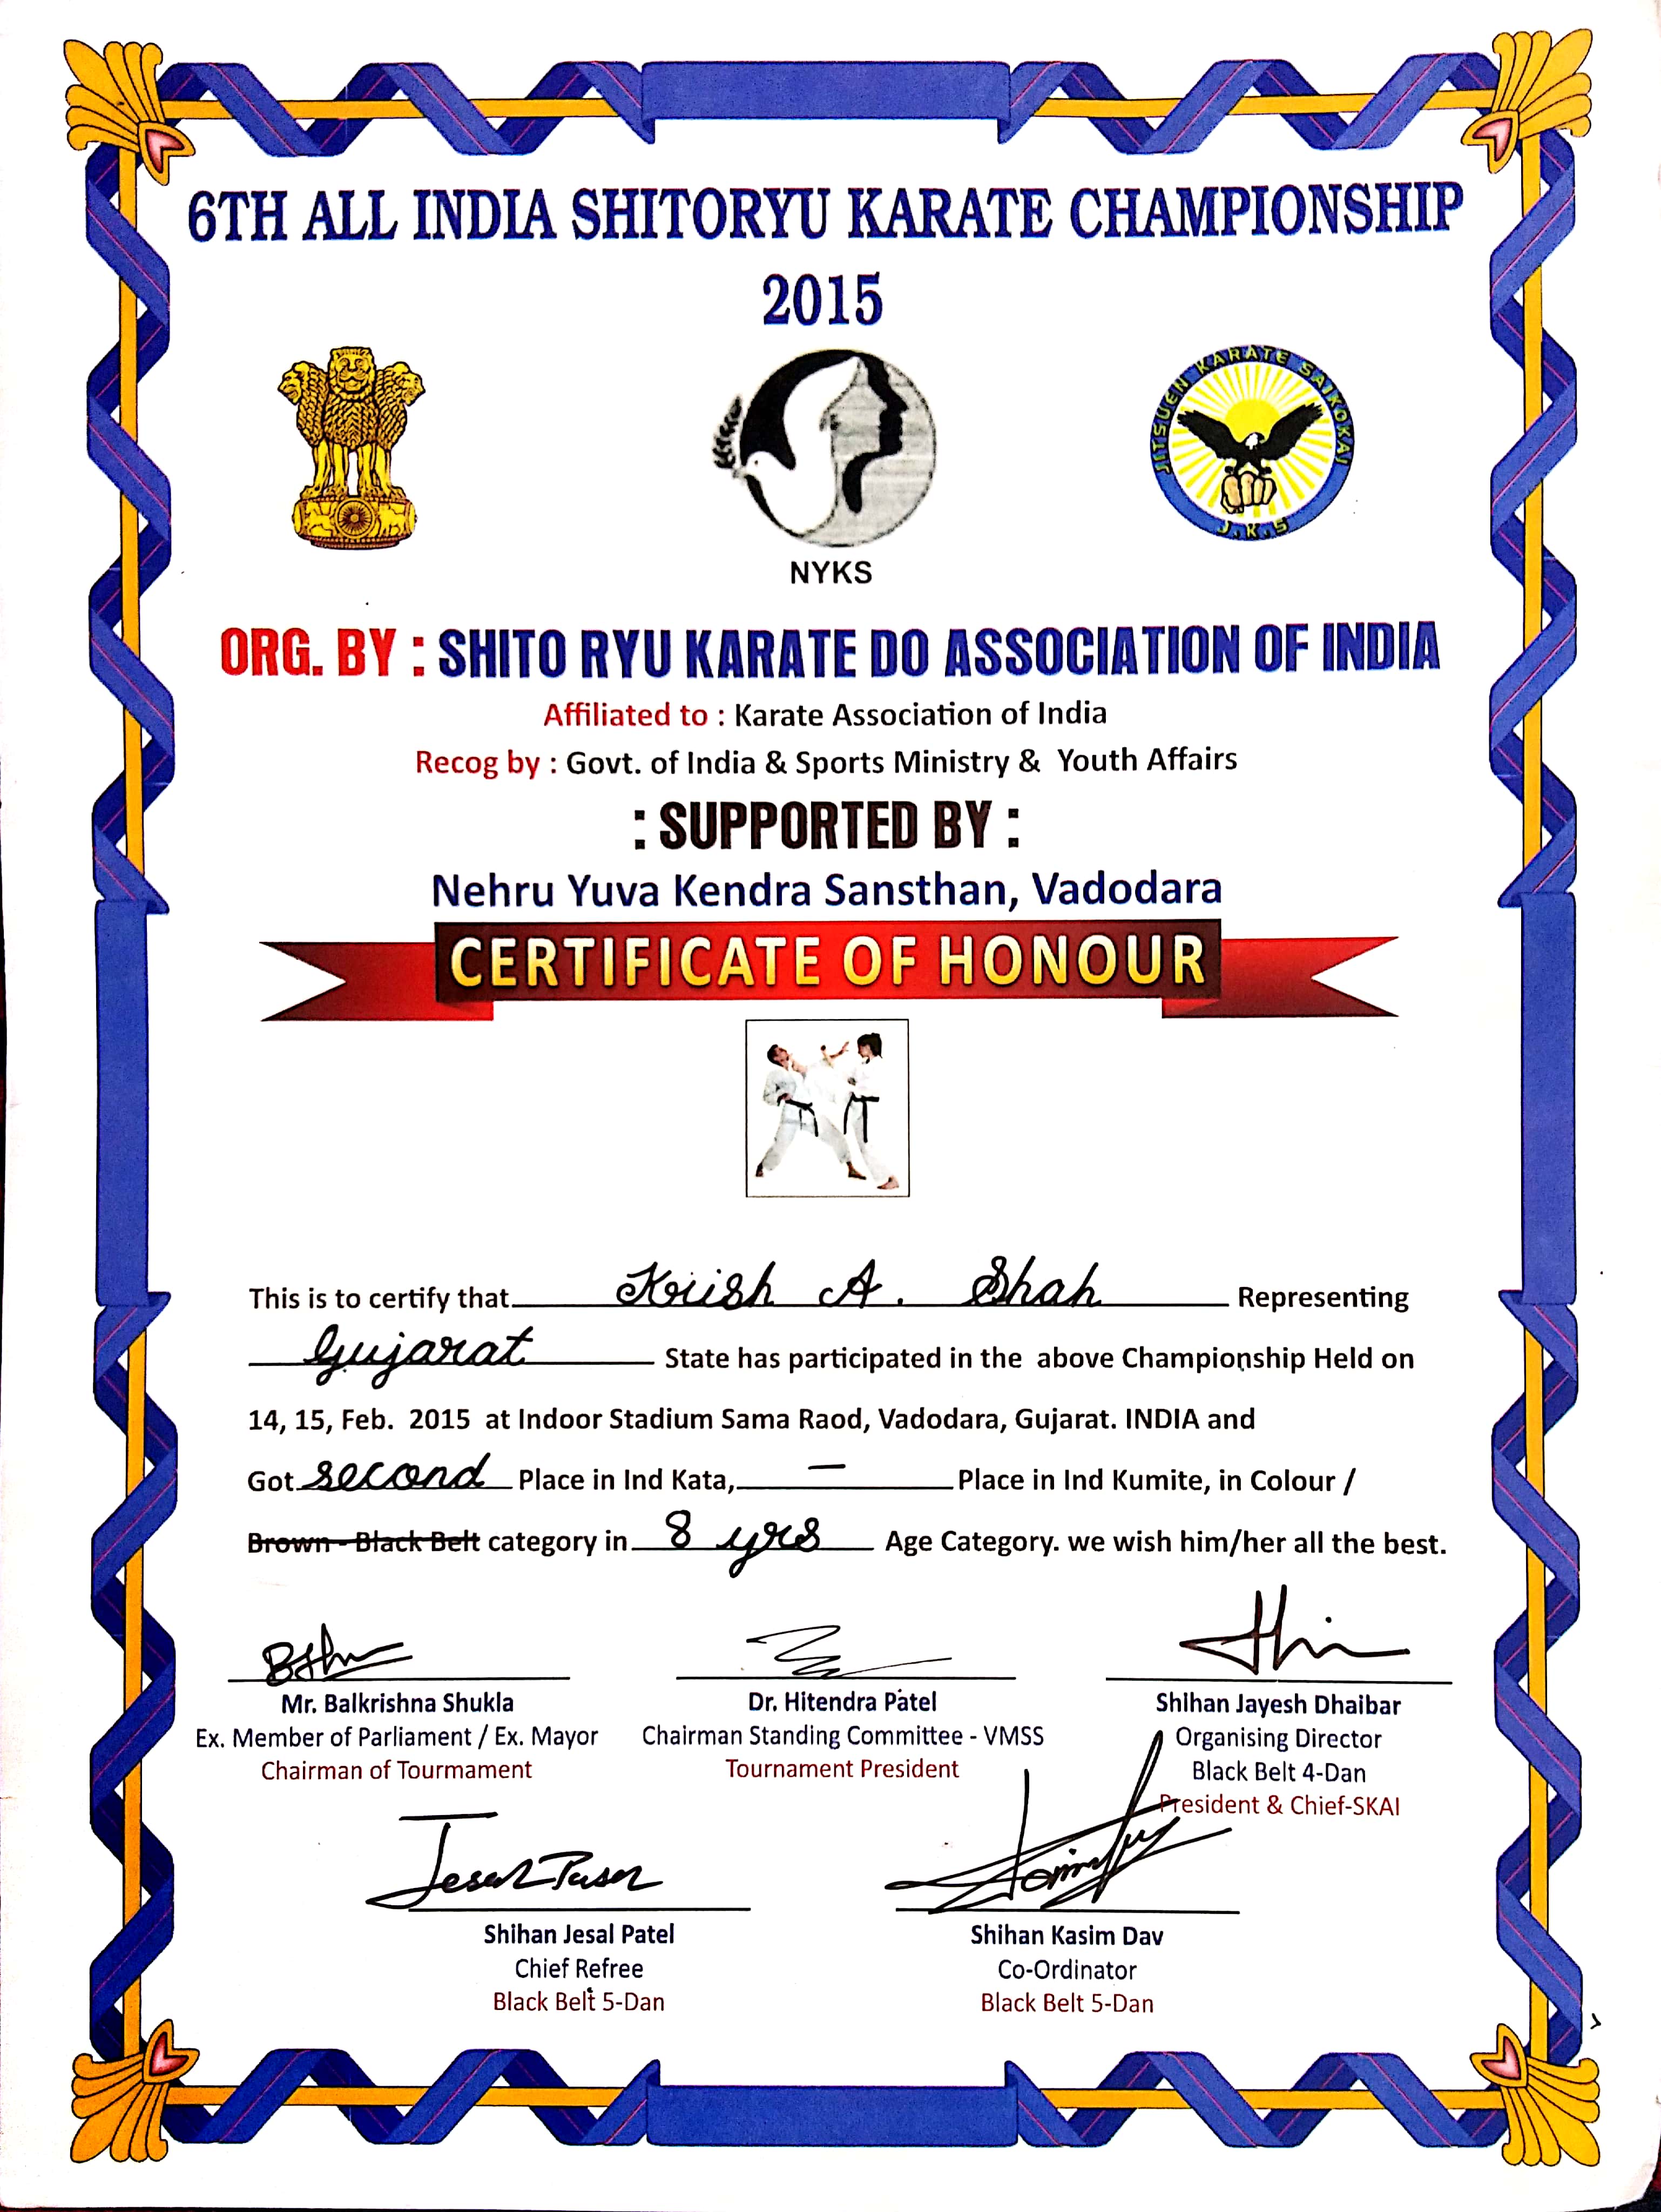 6TH ALL INDIA SHITORYU KARATE CHAMPIONSHIP
2015
JITSUEN KARATE SAIKOKAI
J.K.S
NYKS
ORG. BY : SHITO RYU KARATE DO ASSOCIATION OF INDIA
Affiliated to : Karate Association of India
Recog by : Govt. of India & Sports Ministry & Youth Affairs
: SUPPORTED BY :
Nehru Yuva Kendra Sansthan, Vadodara
CERTIFICATE OF HONOUR
This is to certify that Krish A. Shah Representing
Gujarat State has participated in the above Championship Held on
14, 15, Feb. 2015 at Indoor Stadium Sama Raod, Vadodara, Gujarat. INDIA and
Got second Place in Ind Kata, – Place in Ind Kumite, in Colour /
Brown - Black Belt category in 8 yrs Age Category. we wish him/her all the best.
Mr. Balkrishna Shukla Dr. Hitendra Patel Shihan Jayesh Dhaibar
Ex. Member of Parliament / Ex. Mayor Chairman Standing Committee - VMSS Organising Director
Chairman of Tourmament Tournament President Black Belt 4-Dan
President & Chief-SKAI
Shihan Jesal Patel Shihan Kasim Dav
Chief Refree Co-Ordinator
Black Belt 5-Dan Black Belt 5-Dan